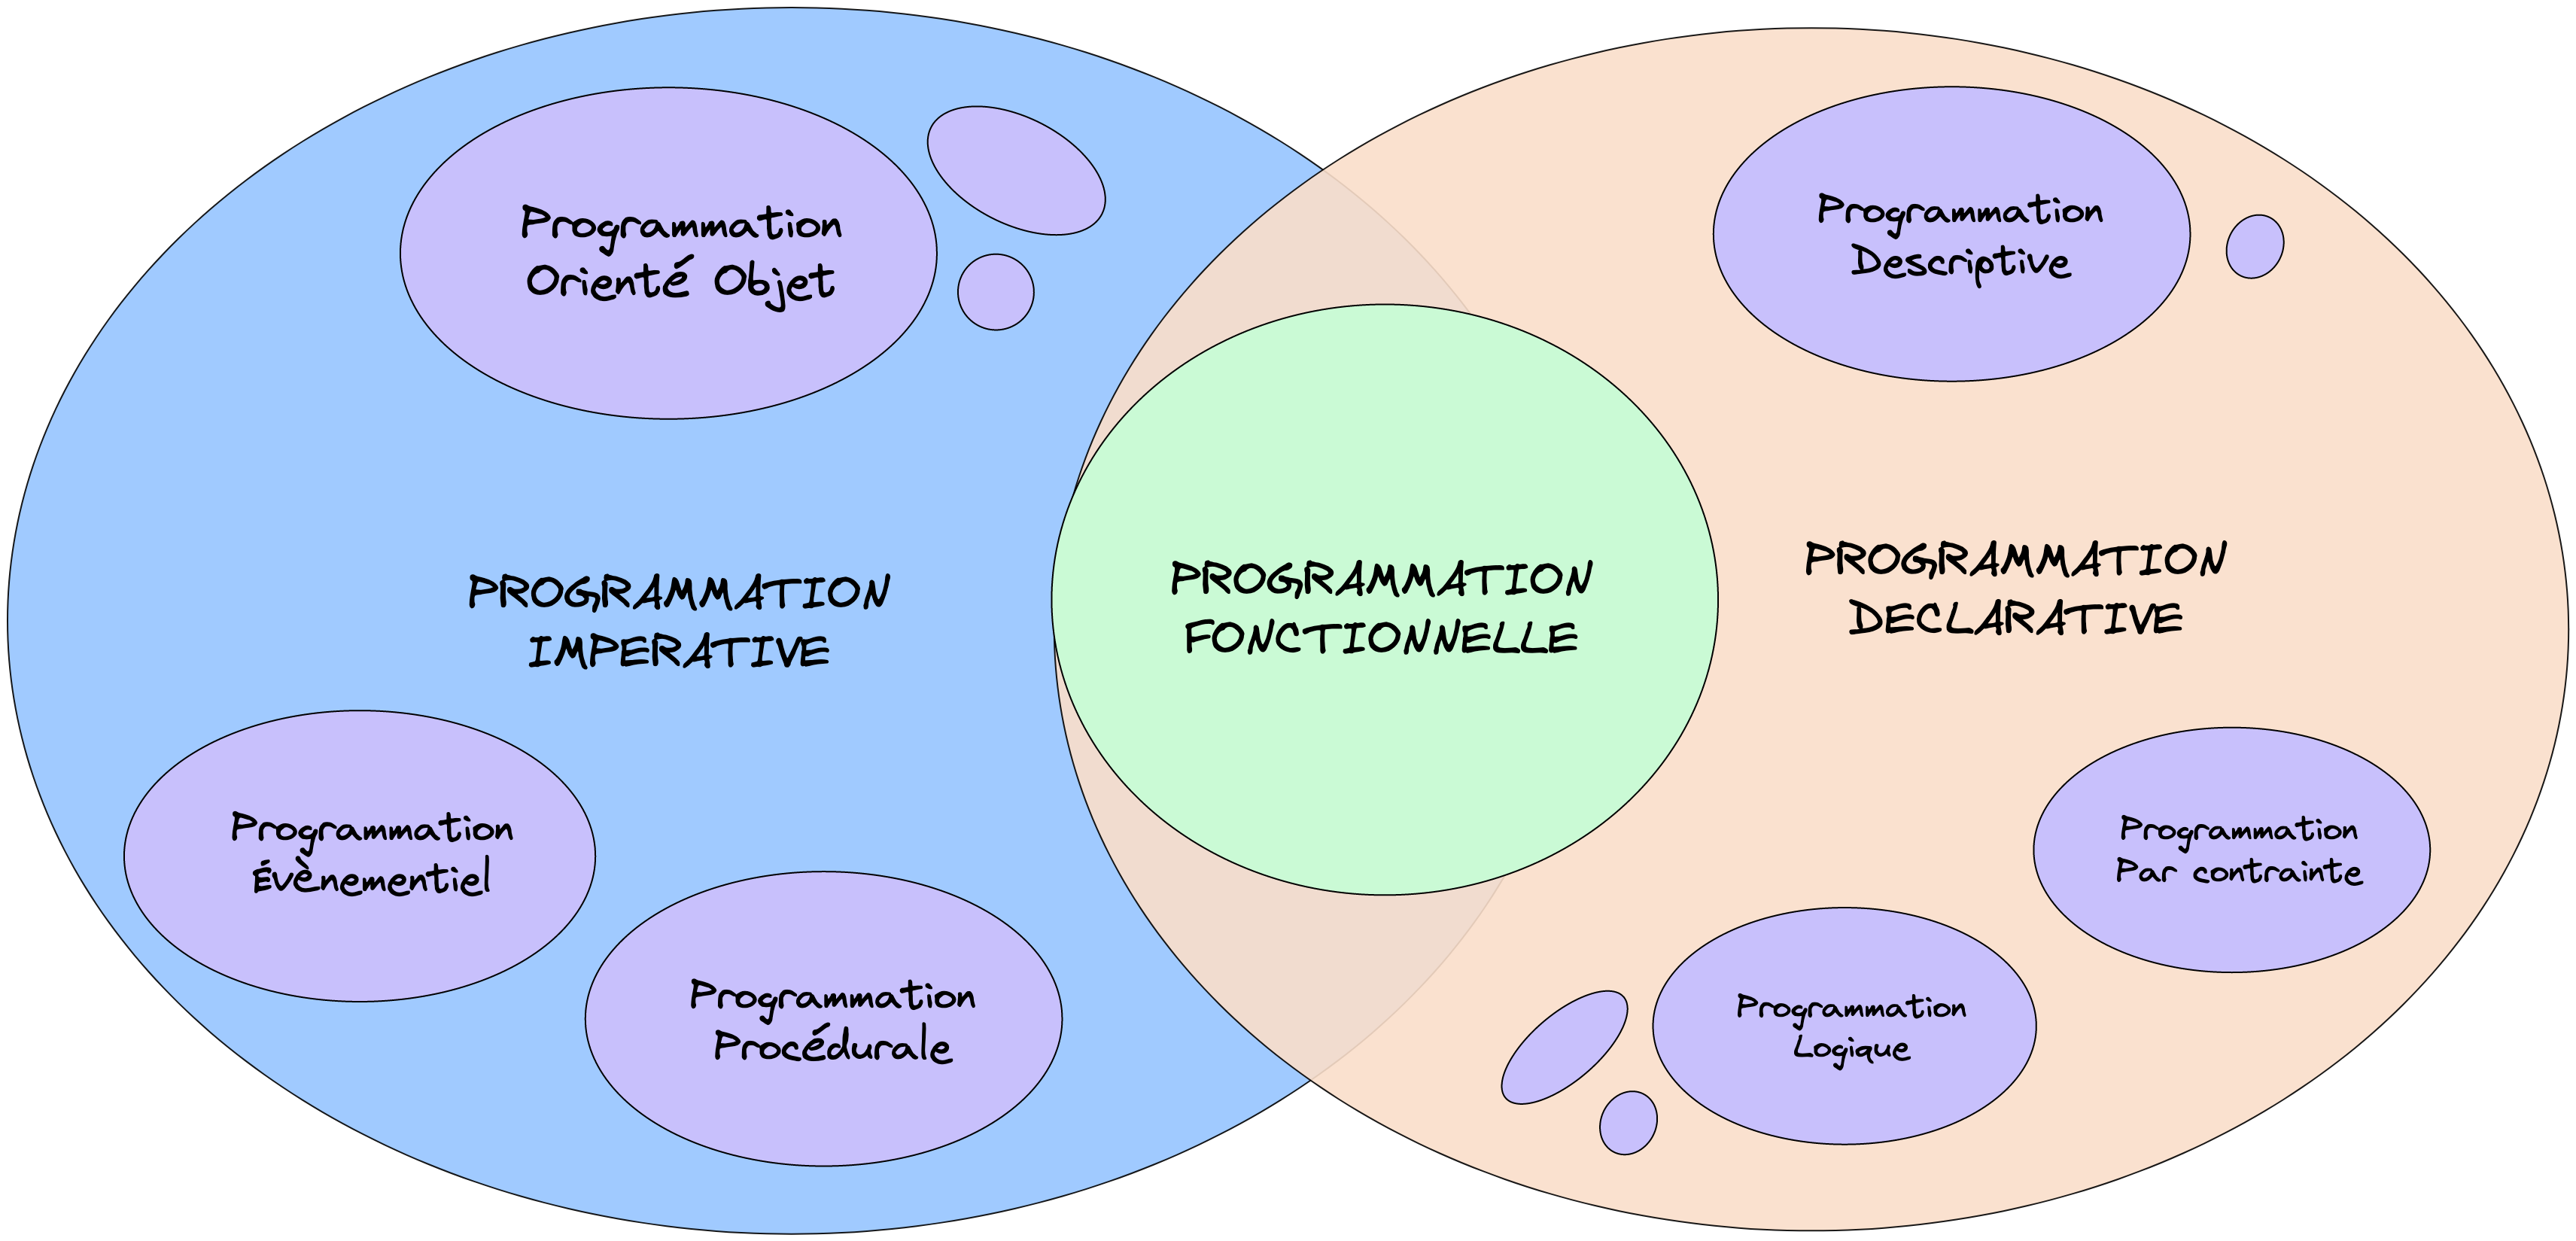 Programmation
Orienté Objet
Programmation
Descriptive
PROGRAMMATION
IMPERATIVE
PROGRAMMATION
FONCTIONNELLE
PROGRAMMATION
DECLARATIVE
Programmation
Évènementiel
Programmation
Procédurale
Programmation
Par contrainte
Programmation
Logique